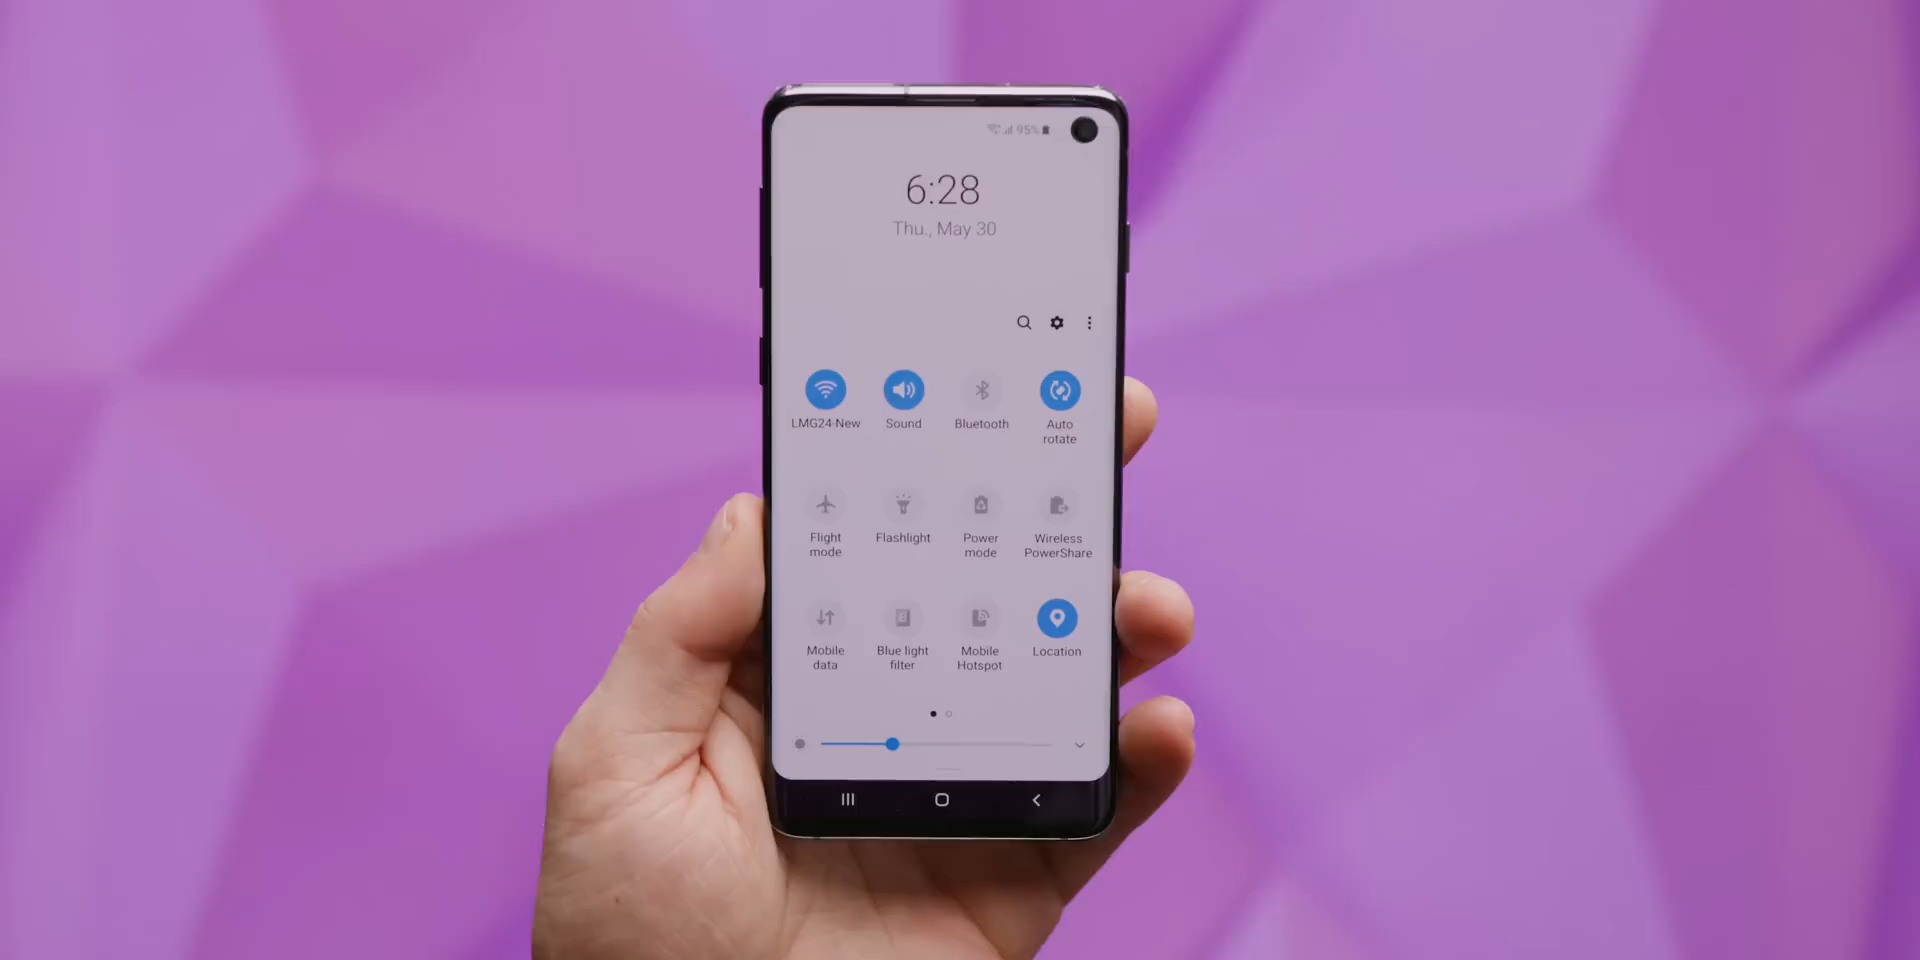 95%
6:28
Thu., May 30
LMG24-New
Sound
Bluetooth
Auto
rotate
Flight
mode
Flashlight
Power
mode
Wireless
PowerShare
Mobile
data
Blue light
filter
Mobile
Hotspot
Location